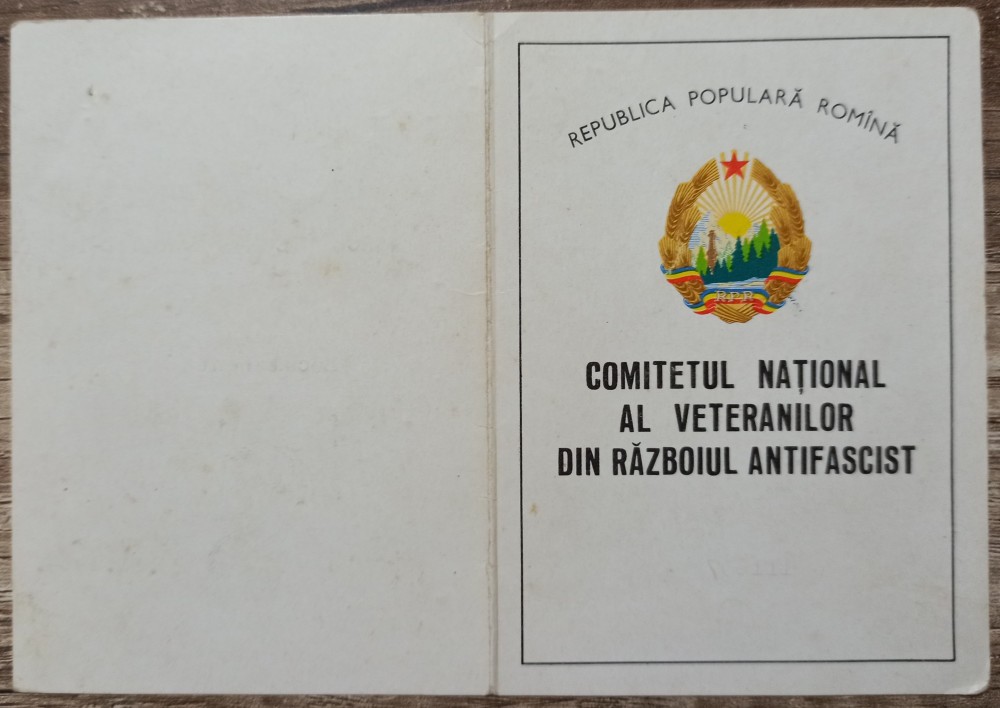 REPUBLICA POPULARĂ ROMÎNĂ
RPR
COMITETUL NAȚIONAL
AL VETERANILOR
DIN RĂZBOIUL ANTIFASCIST